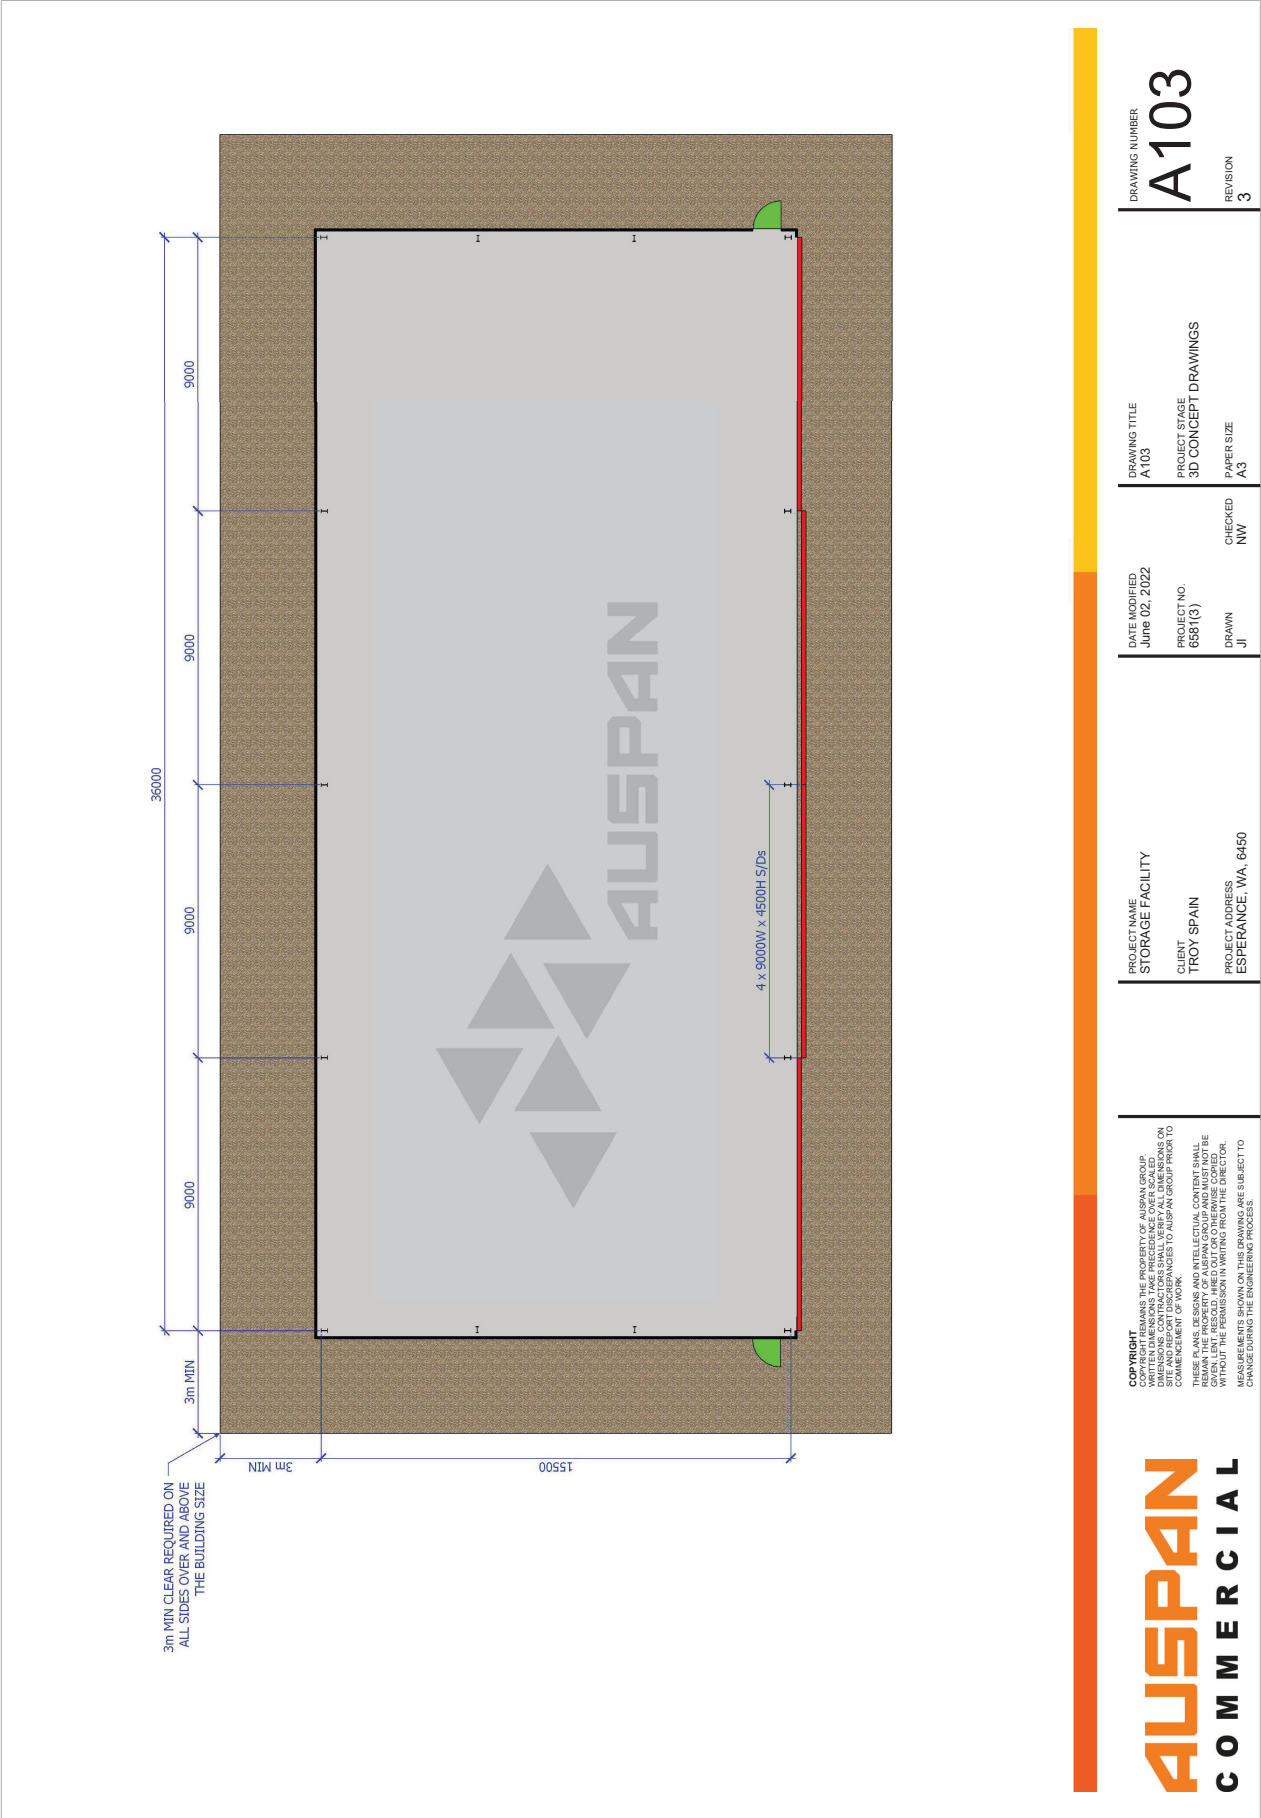 3m MIN CLEAR REQUIRED ON
ALL SIDES OVER AND ABOVE
THE BUILDING SIZE
36000
3m MIN
9000
9000
9000
9000
3m MIN
15500
4 x 9000W x 4500H S/Ds
AUSPAN
AUSPAN
COMMERCIAL
COPYRIGHT
COPYRIGHT REMAINS THE PROPERTY OF AUSPAN GROUP.
WRITTEN DIMENSIONS TAKE PRECEDENCE OVER SCALED
DIMENSIONS. CONTRACTORS SHALL VERIFY ALL DIMENSIONS ON
SITE AND REPORT DISCREPANCIES TO AUSPAN GROUP PRIOR TO
COMMENCEMENT OF WORK.
THESE PLANS, DESIGNS AND INTELLECTUAL CONTENT SHALL
REMAIN THE PROPERTY OF AUSPAN GROUP AND MUST NOT BE
GIVEN, LENT, RESOLD, HIRED OUT OR OTHERWISE COPIED
WITHOUT THE PERMISSION IN WRITING FROM THE DIRECTOR.
MEASUREMENTS SHOWN ON THIS DRAWING ARE SUBJECT TO
CHANGE DURING THE ENGINEERING PROCESS.
PROJECT NAME
STORAGE FACILITY
CLIENT
TROY SPAIN
PROJECT ADDRESS
ESPERANCE, WA, 6450
DATE MODIFIED
June 02, 2022
PROJECT NO.
6581(3)
DRAWN
JI
CHECKED
NW
DRAWING TITLE
A103
PROJECT STAGE
3D CONCEPT DRAWINGS
PAPER SIZE
A3
DRAWING NUMBER
A103
REVISION
3